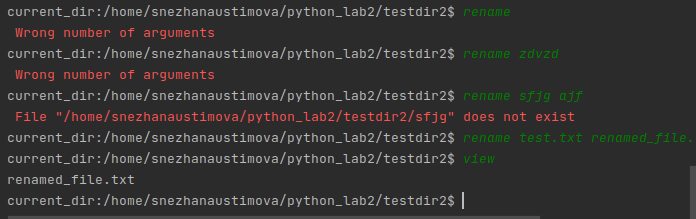 current_dir:/home/snezhanaustimova/python_lab2/testdir2$ rename
Wrong number of arguments
current_dir:/home/snezhanaustimova/python_lab2/testdir2$ rename zdvzd
Wrong number of arguments
current_dir:/home/snezhanaustimova/python_lab2/testdir2$ rename sfjg ajf
File "/home/snezhanaustimova/python_lab2/testdir2/sfjg" does not exist
current_dir:/home/snezhanaustimova/python_lab2/testdir2$ rename test.txt renamed_file.
current_dir:/home/snezhanaustimova/python_lab2/testdir2$ view
renamed_file.txt
current_dir:/home/snezhanaustimova/python_lab2/testdir2$